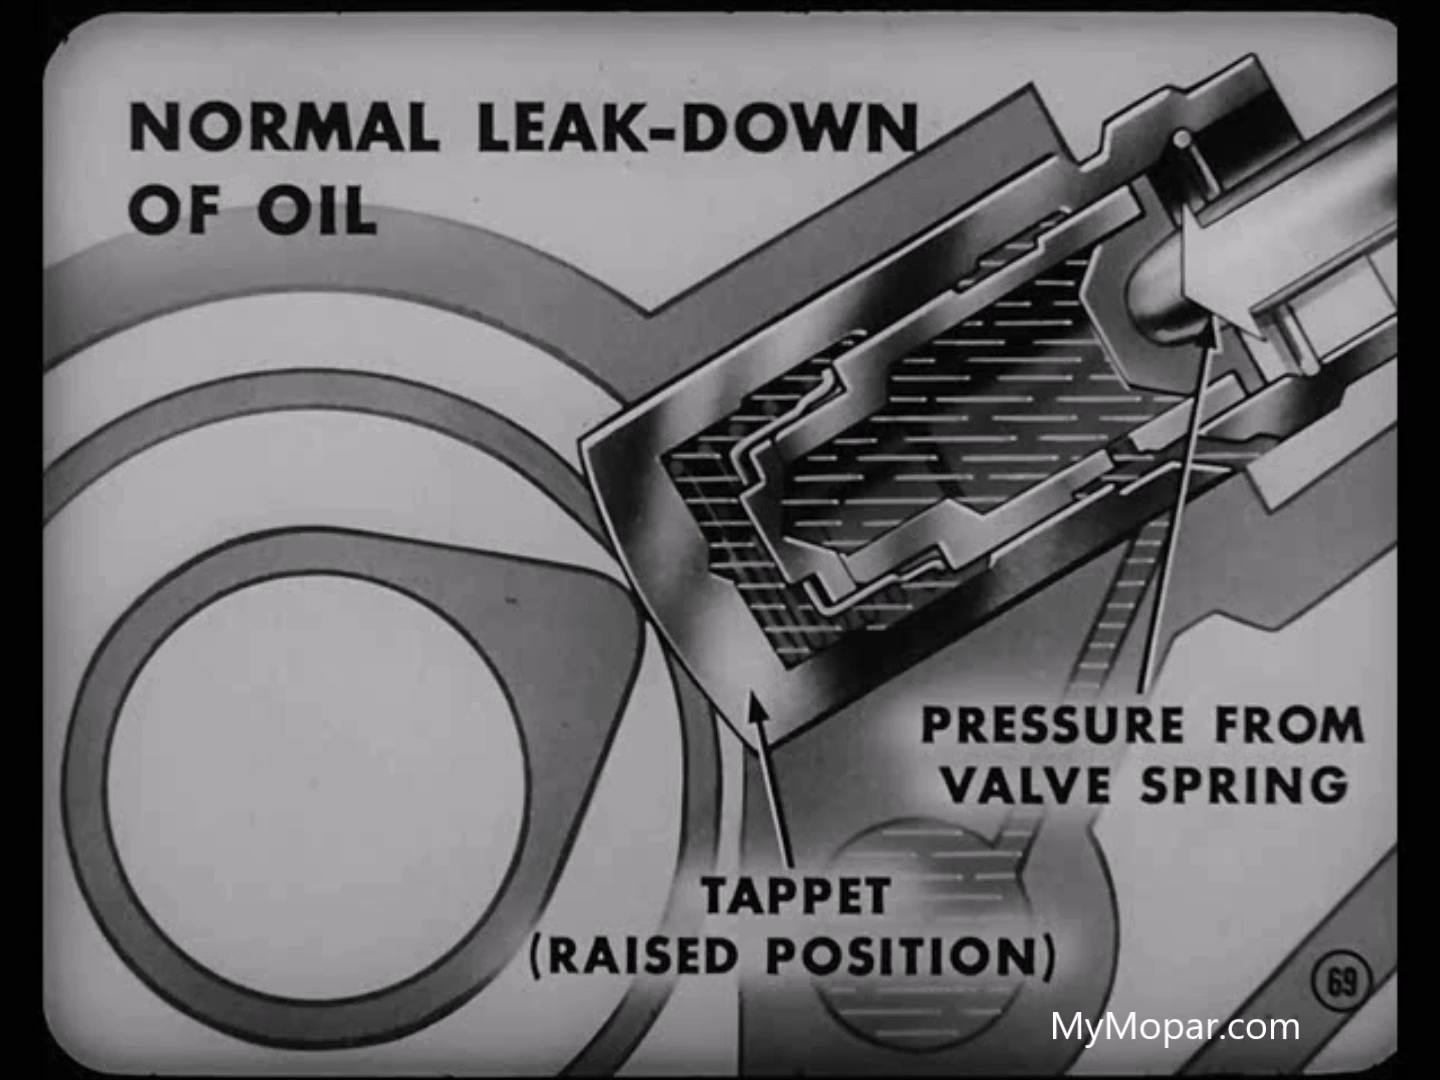 NORMAL LEAK-DOWN
OF OIL
PRESSURE FROM
VALVE SPRING
TAPPET
(RAISED POSITION)
69
MyMopar.com